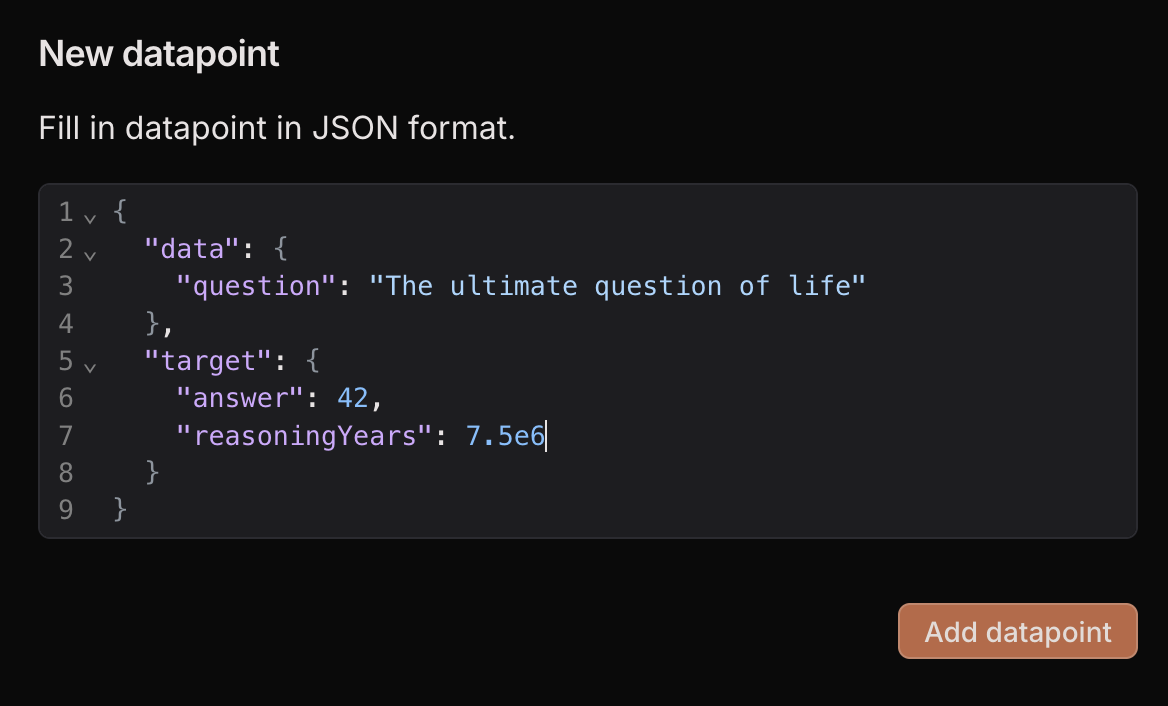 New datapoint
Fill in datapoint in JSON format.
1 {
2   "data": {
3     "question": "The ultimate question of life"
4   },
5   "target": {
6     "answer": 42,
7     "reasoningYears": 7.5e6
8   }
9 }
Add datapoint